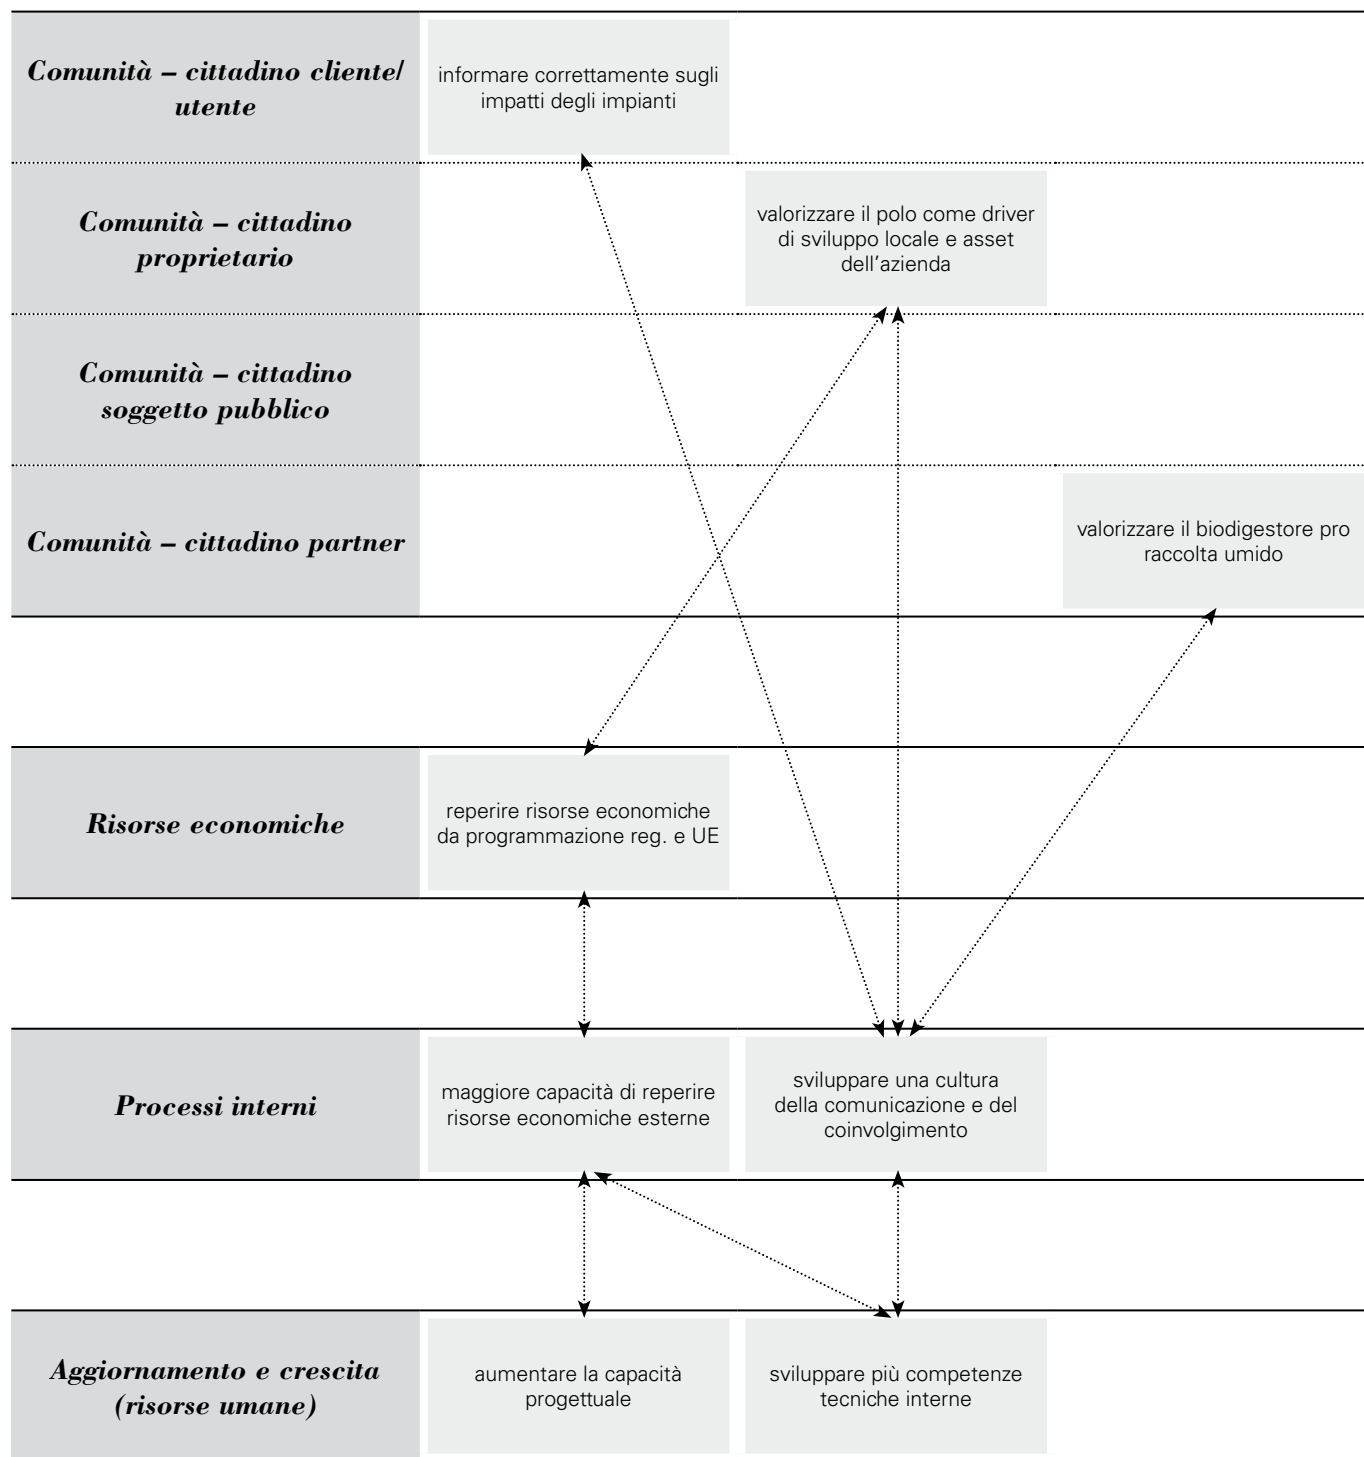 Comunità – cittadino cliente/
utente
informare correttamente sugli
impatti degli impianti
Comunità – cittadino
proprietario
valorizzare il polo come driver
di sviluppo locale e asset
dell’azienda
Comunità – cittadino
soggetto pubblico
Comunità – cittadino partner
valorizzare il biodigestore pro
raccolta umido
Risorse economiche
reperire risorse economiche
da programmazione reg. e UE
Processi interni
maggiore capacità di reperire
risorse economiche esterne
sviluppare una cultura
della comunicazione e del
coinvolgimento
Aggiornamento e crescita
(risorse umane)
aumentare la capacità
progettuale
sviluppare più competenze
tecniche interne